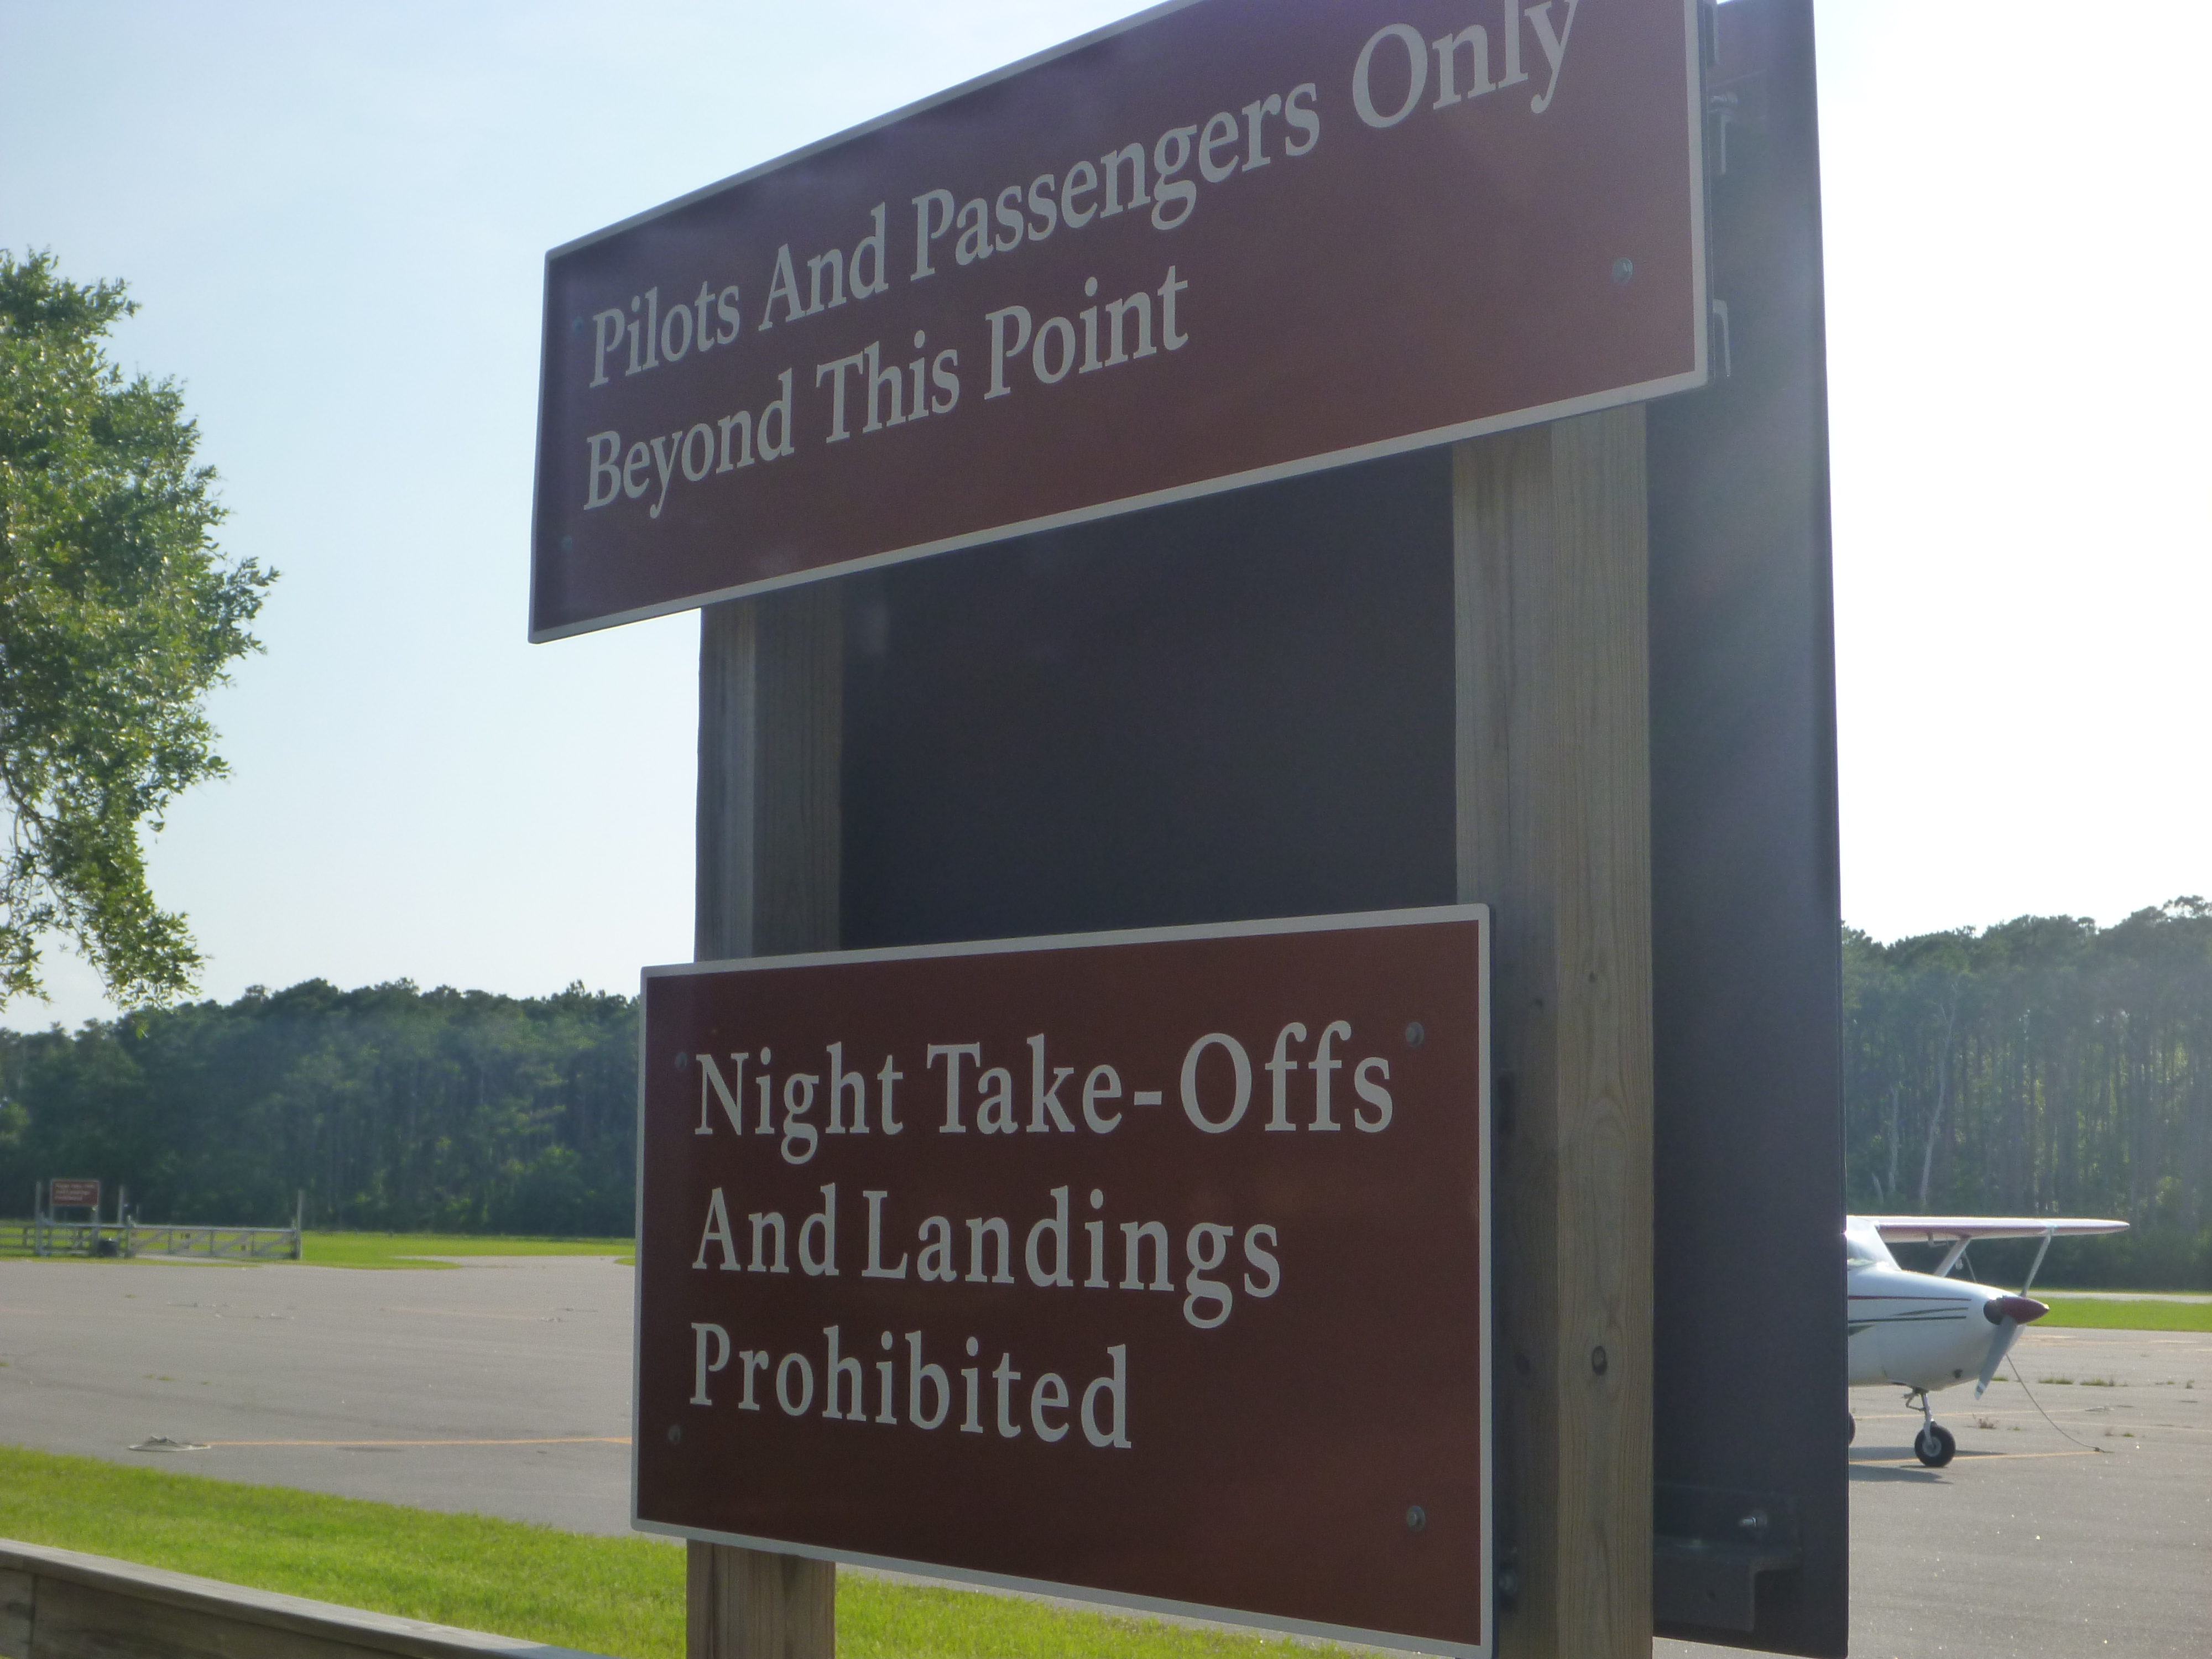 Pilots And Passengers Only
Beyond This Point
Night Take-Offs
And Landings
Prohibited